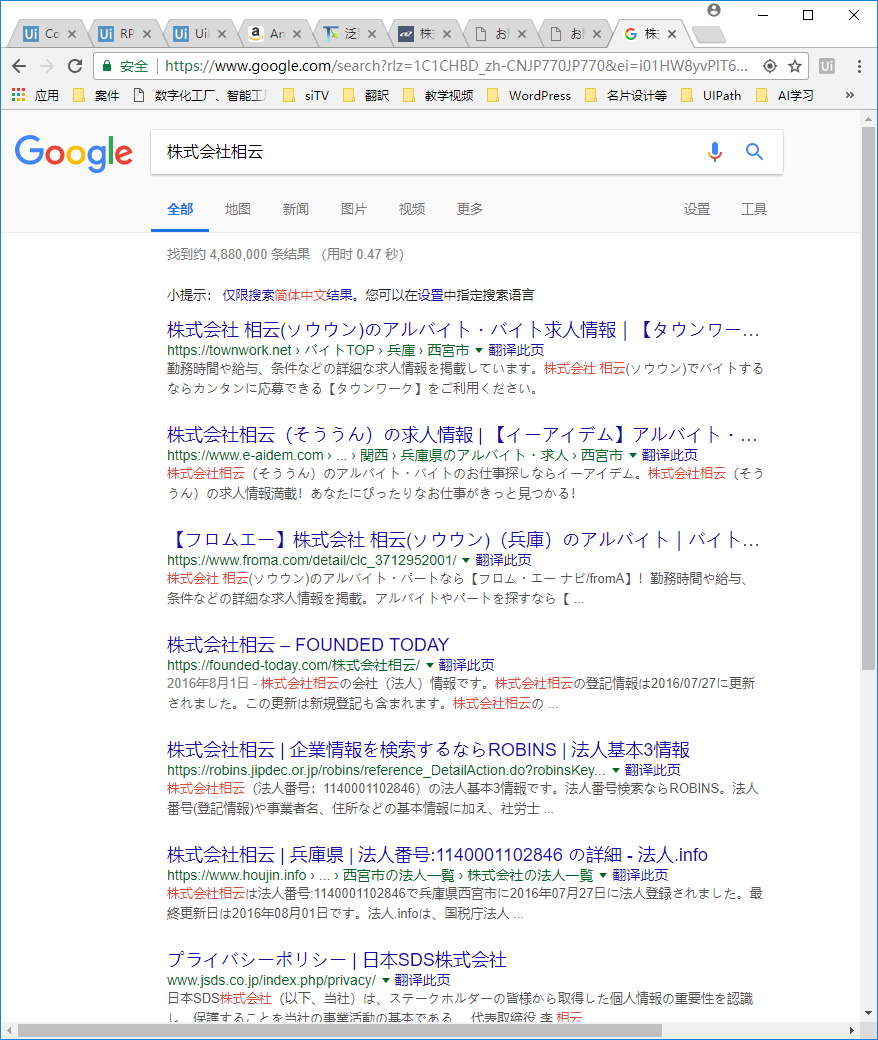 Co
RP
Ui
An
泛
株
お
お
株
安全 https://www.google.com/search?rlz=1C1CHBD_zh-CNJP770JP770&ei=i01HW8yvPIT6...
应用 案件 数字化工厂、智能工厂 siTV 翻訳 教学视频 WordPress 名片设计等 UIPath AI学习 »
Google
株式会社相云
全部 地图 新闻 图片 视频 更多 设置 工具
找到约 4,880,000 条结果 （用时 0.47 秒）
小提示： 仅限搜索简体中文结果。您可以在设置中指定搜索语言
株式会社 相云(ソウウン)のアルバイト・バイト求人情報｜【タウンワー...
https://townwork.net › バイトTOP › 兵庫 › 西宮市 翻译此页
勤務時間や給与、条件などの詳細な求人情報を掲載しています。株式会社 相云(ソウウン)でバイトする
ならカンタンに応募できる【タウンワーク】をご利用ください。
株式会社相云（そううん）の求人情報 | 【イーアイデム】アルバイト・ ...
https://www.e-aidem.com › ... › 関西 › 兵庫県のアルバイト・求人 › 西宮市 翻译此页
株式会社相云（そううん）のアルバイト・バイトのお仕事探しならイーアイデム。株式会社相云（そう
うん）の求人情報満載！あなたにぴったりなお仕事がきっと見つかる！
【フロムエー】株式会社 相云(ソウウン)（兵庫）のアルバイト｜バイト...
https://www.froma.com/detail/clc_3712952001/ 翻译此页
株式会社 相云(ソウウン)のアルバイト・パートなら【フロム・エー ナビ/fromA】！勤務時間や給与、
条件などの詳細な求人情報を掲載。アルバイトやパートを探すなら【 ...
株式会社相云 – FOUNDED TODAY
https://founded-today.com/株式会社相云/ 翻译此页
2016年8月1日 - 株式会社相云の会社（法人）情報です。株式会社相云の登記情報は2016/07/27に更新
されました。この更新は新規登記も含まれます。株式会社相云の ...
株式会社相云 | 企業情報を検索するならROBINS | 法人基本3情報
https://robins.jipdec.or.jp/robins/reference_DetailAction.do?robinsKey... 翻译此页
株式会社相云（法人番号：1140001102846）の法人基本3情報です。法人番号検索ならROBINS。法人
番号(登記情報)や事業者名、住所などの基本情報に加え、社労士 ...
株式会社相云 | 兵庫県 | 法人番号:1140001102846 の詳細 - 法人.info
https://www.houjin.info › ... › 西宮市の法人一覧 › 株式会社の法人一覧 翻译此页
株式会社相云は法人番号:1140001102846で兵庫県西宮市に2016年07月27日に法人登録されました。最
終更新日は2016年08月01日です。法人.infoは、国税庁法人 ...
プライバシーポリシー | 日本SDS株式会社
www.jsds.co.jp/index.php/privacy/ 翻译此页
日本SDS株式会社（以下、当社）は、ステークホルダーの皆様から取得した個人情報の重要性を認識
し、保護することを当社の事業活動の基本である ... 代表取締役 李 相云